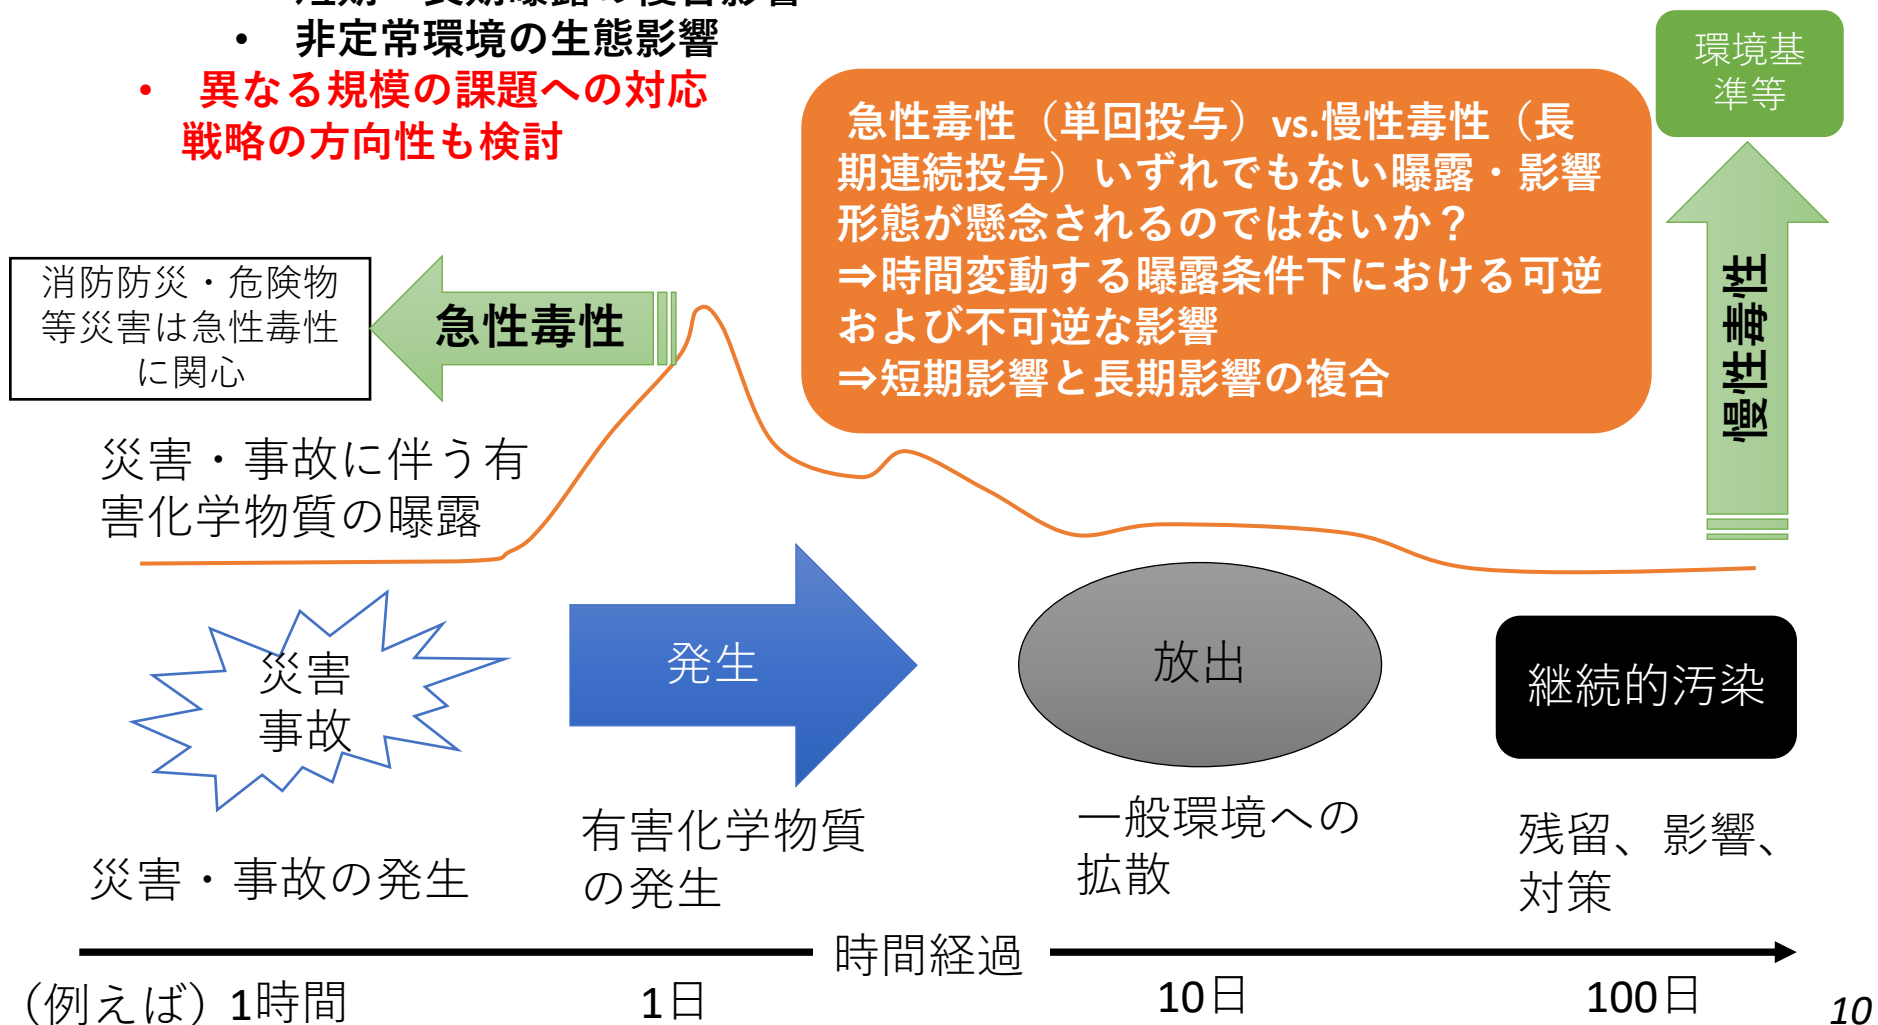 • 非定常環境の生態影響
• 異なる規模の課題への対応
戦略の方向性も検討
環境基
準等
急性毒性（単回投与）vs.慢性毒性（長
期連続投与）いずれでもない曝露・影響
形態が懸念されるのではないか？
⇒時間変動する曝露条件下における可逆
および不可逆な影響
⇒短期影響と長期影響の複合
慢性毒性
消防防災・危険物
等災害は急性毒性
に関心
急性毒性
災害・事故に伴う有
害化学物質の曝露
災害
事故
発生
放出
継続的汚染
災害・事故の発生
有害化学物質
の発生
一般環境への
拡散
残留、影響、
対策
時間経過
（例えば）1時間
1日
10日
100日
10